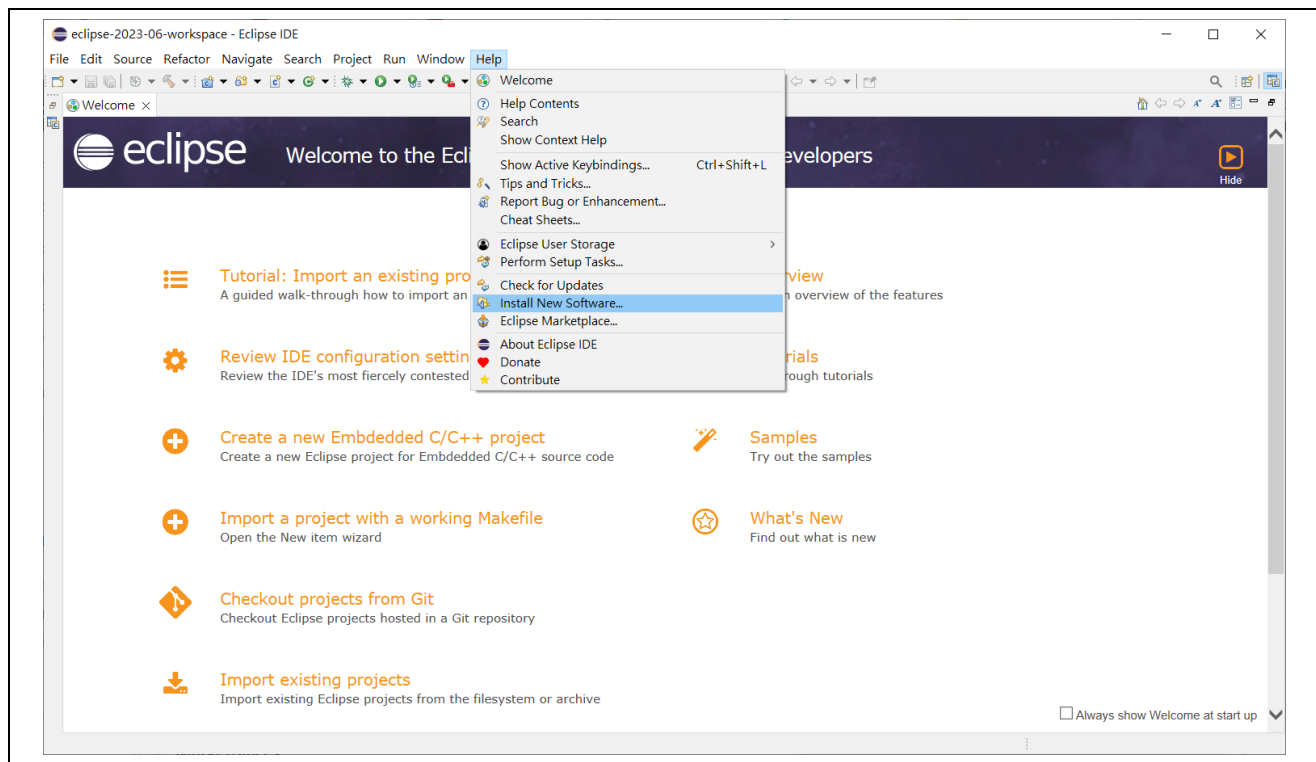 eclipse-2023-06-workspace - Eclipse IDE
File Edit Source Refactor Navigate Search Project Run Window Help
Welcome
eclipse
Welcome to the Ecli
evelopers
Hide
Welcome
Help Contents
Search
Show Context Help
Show Active Keybindings... Ctrl+Shift+L
Tips and Tricks...
Report Bug or Enhancement...
Cheat Sheets...
Eclipse User Storage
Perform Setup Tasks...
Check for Updates
Install New Software...
Eclipse Marketplace...
About Eclipse IDE
Donate
Contribute
Tutorial: Import an existing pro
A guided walk-through how to import an
view
overview of the features
Review IDE configuration settin
Review the IDE's most fiercely contested
rials
rough tutorials
Create a new Embdedded C/C++ project
Create a new Eclipse project for Embdedded C/C++ source code
Samples
Try out the samples
Import a project with a working Makefile
Open the New item wizard
What's New
Find out what is new
Checkout projects from Git
Checkout Eclipse projects hosted in a Git repository
Import existing projects
Import existing Eclipse projects from the filesystem or archive
Always show Welcome at start up